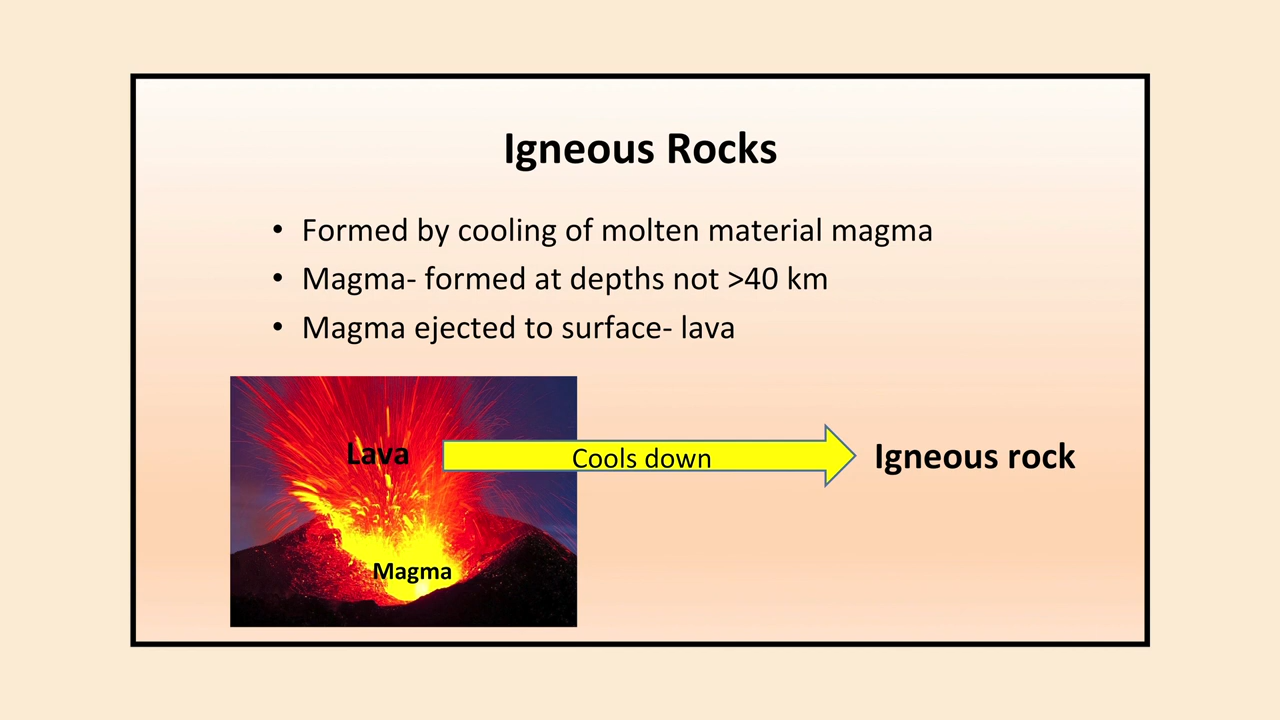 Igneous Rocks
• Formed by cooling of molten material magma
• Magma- formed at depths not >40 km
• Magma ejected to surface- lava
Lava
Cools down
Igneous rock
Magma